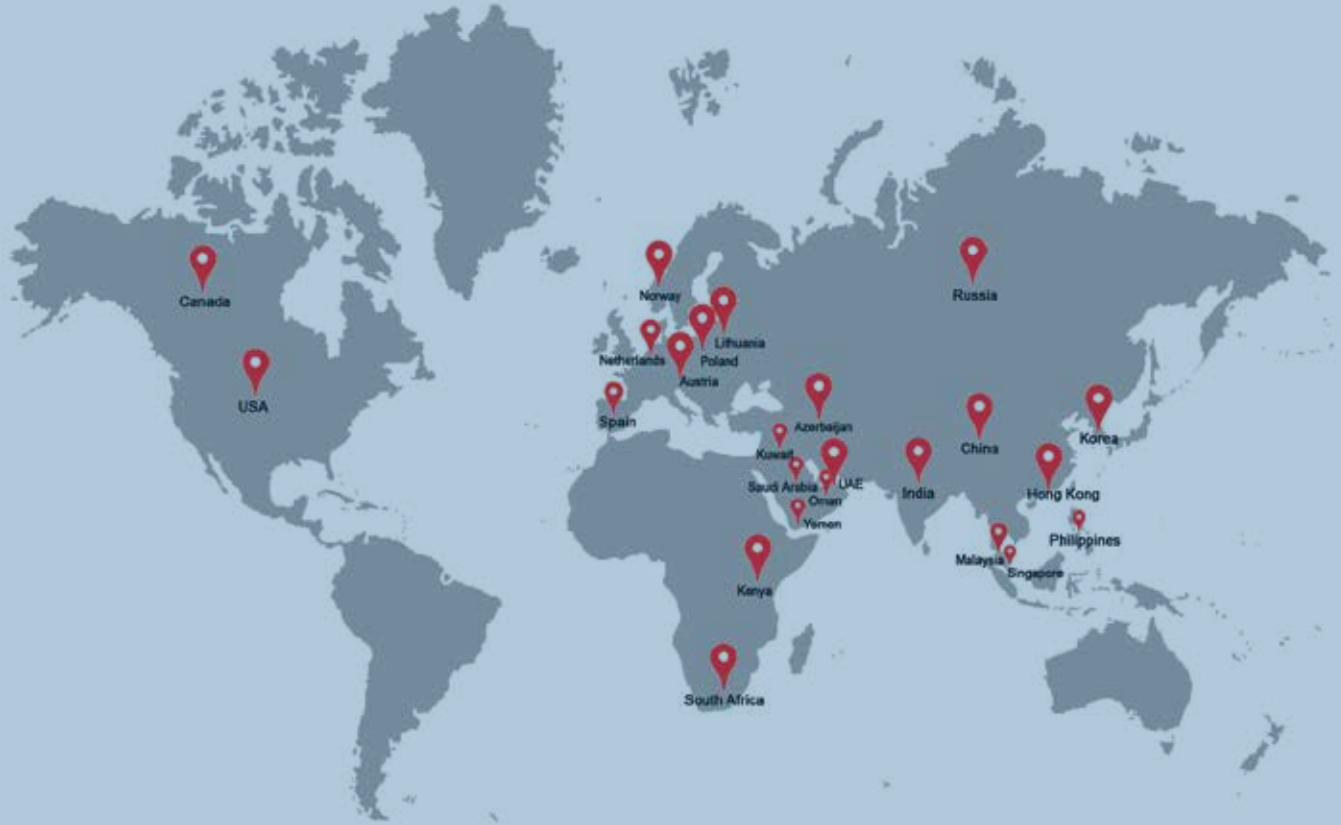 Canada
Norway
Russia
Lithuania
Netherlands
Poland
Austria
USA
Spain
Azerbaijan
Korea
China
Kuwait
Saudi Arabia
UAE
India
Hong Kong
Oman
Yemen
Philippines
Malaysia
Singapore
Kenya
South Africa